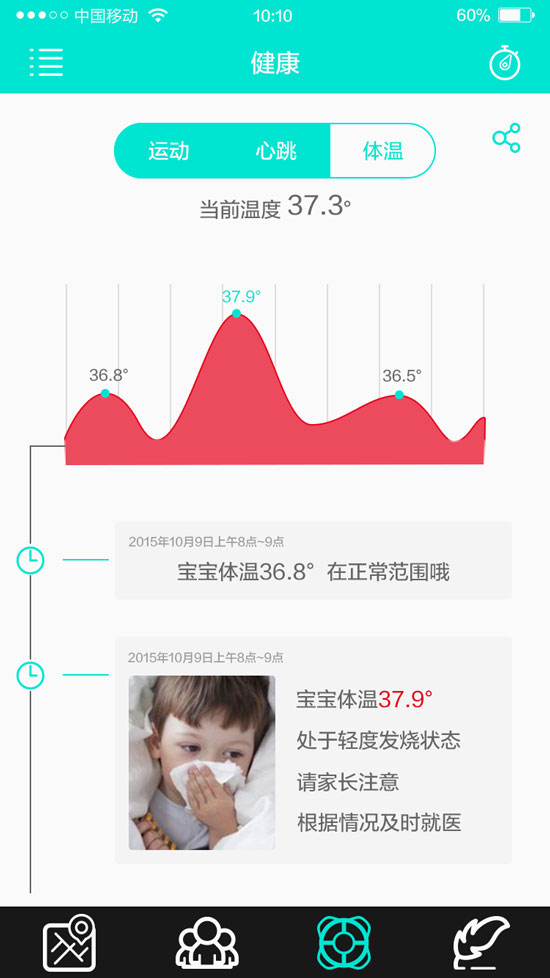 中国移动 10:10 60%
健康
运动 心跳 体温
当前温度 37.3°
37.9°
36.8°
36.5°
2015年10月9日上午8点~9点
宝宝体温36.8° 在正常范围哦
2015年10月9日上午8点~9点
宝宝体温37.9°
处于轻度发烧状态
请家长注意
根据情况及时就医